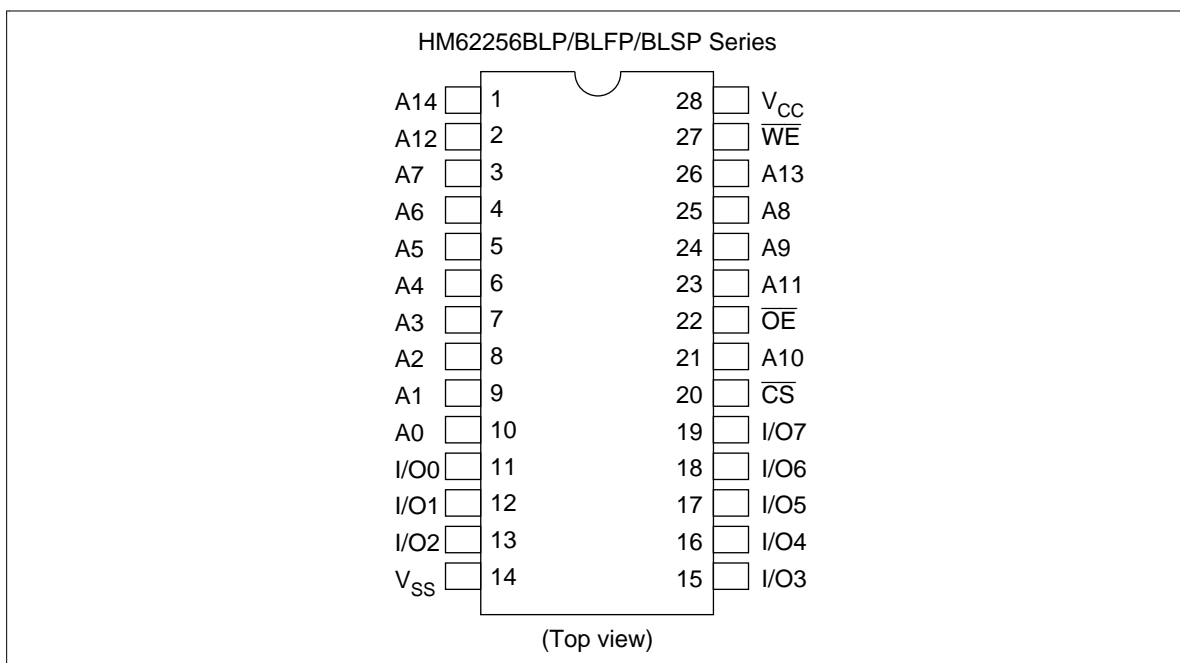 HM62256BLP/BLFP/BLSP Series
A14 1 28 VCC
A12 2 27 W̅E̅
A7 3 26 A13
A6 4 25 A8
A5 5 24 A9
A4 6 23 A11
A3 7 22 O̅E̅
A2 8 21 A10
A1 9 20 C̅S̅
A0 10 19 I/O7
I/O0 11 18 I/O6
I/O1 12 17 I/O5
I/O2 13 16 I/O4
VSS 14 15 I/O3
(Top view)